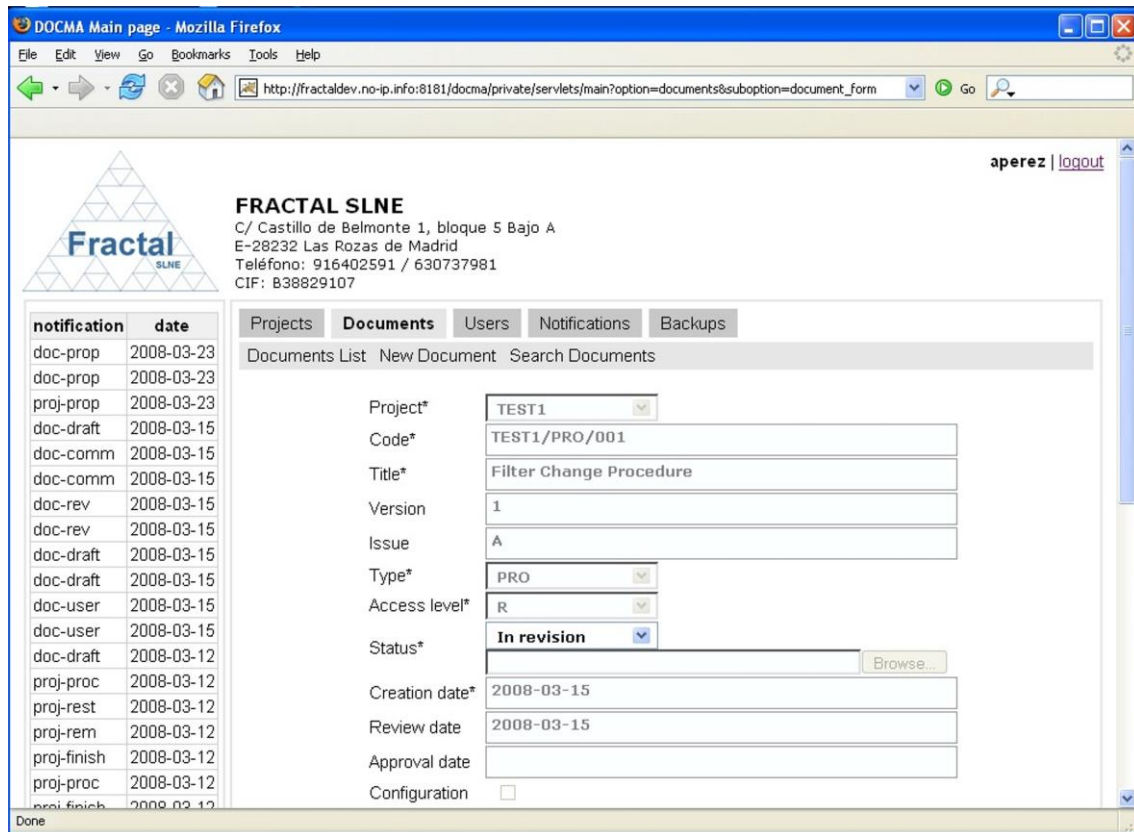 DOCMA Main page - Mozilla Firefox
File Edit View Go Bookmarks Tools Help
http://fractaldev.no-ip.info:8181/docma/private/servlets/main?option=documents&suboption=document_form Go
aperez | logout
Fractal
SLNE
FRACTAL SLNE
C/ Castillo de Belmonte 1, bloque 5 Bajo A
E-28232 Las Rozas de Madrid
Teléfono: 916402591 / 630737981
CIF: B38829107
notification date
doc-prop 2008-03-23
doc-prop 2008-03-23
proj-prop 2008-03-23
doc-draft 2008-03-15
doc-comm 2008-03-15
doc-comm 2008-03-15
doc-rev 2008-03-15
doc-rev 2008-03-15
doc-draft 2008-03-15
doc-draft 2008-03-15
doc-user 2008-03-15
doc-user 2008-03-15
doc-draft 2008-03-12
proj-proc 2008-03-12
proj-rest 2008-03-12
proj-rem 2008-03-12
proj-finish 2008-03-12
proj-proc 2008-03-12
proj-finish 2008-03-12
Projects Documents Users Notifications Backups
Documents List New Document Search Documents
Project* TEST1
Code* TEST1/PRO/001
Title* Filter Change Procedure
Version 1
Issue A
Type* PRO
Access level* R
Status* In revision
Browse...
Creation date* 2008-03-15
Review date 2008-03-15
Approval date
Configuration
Done